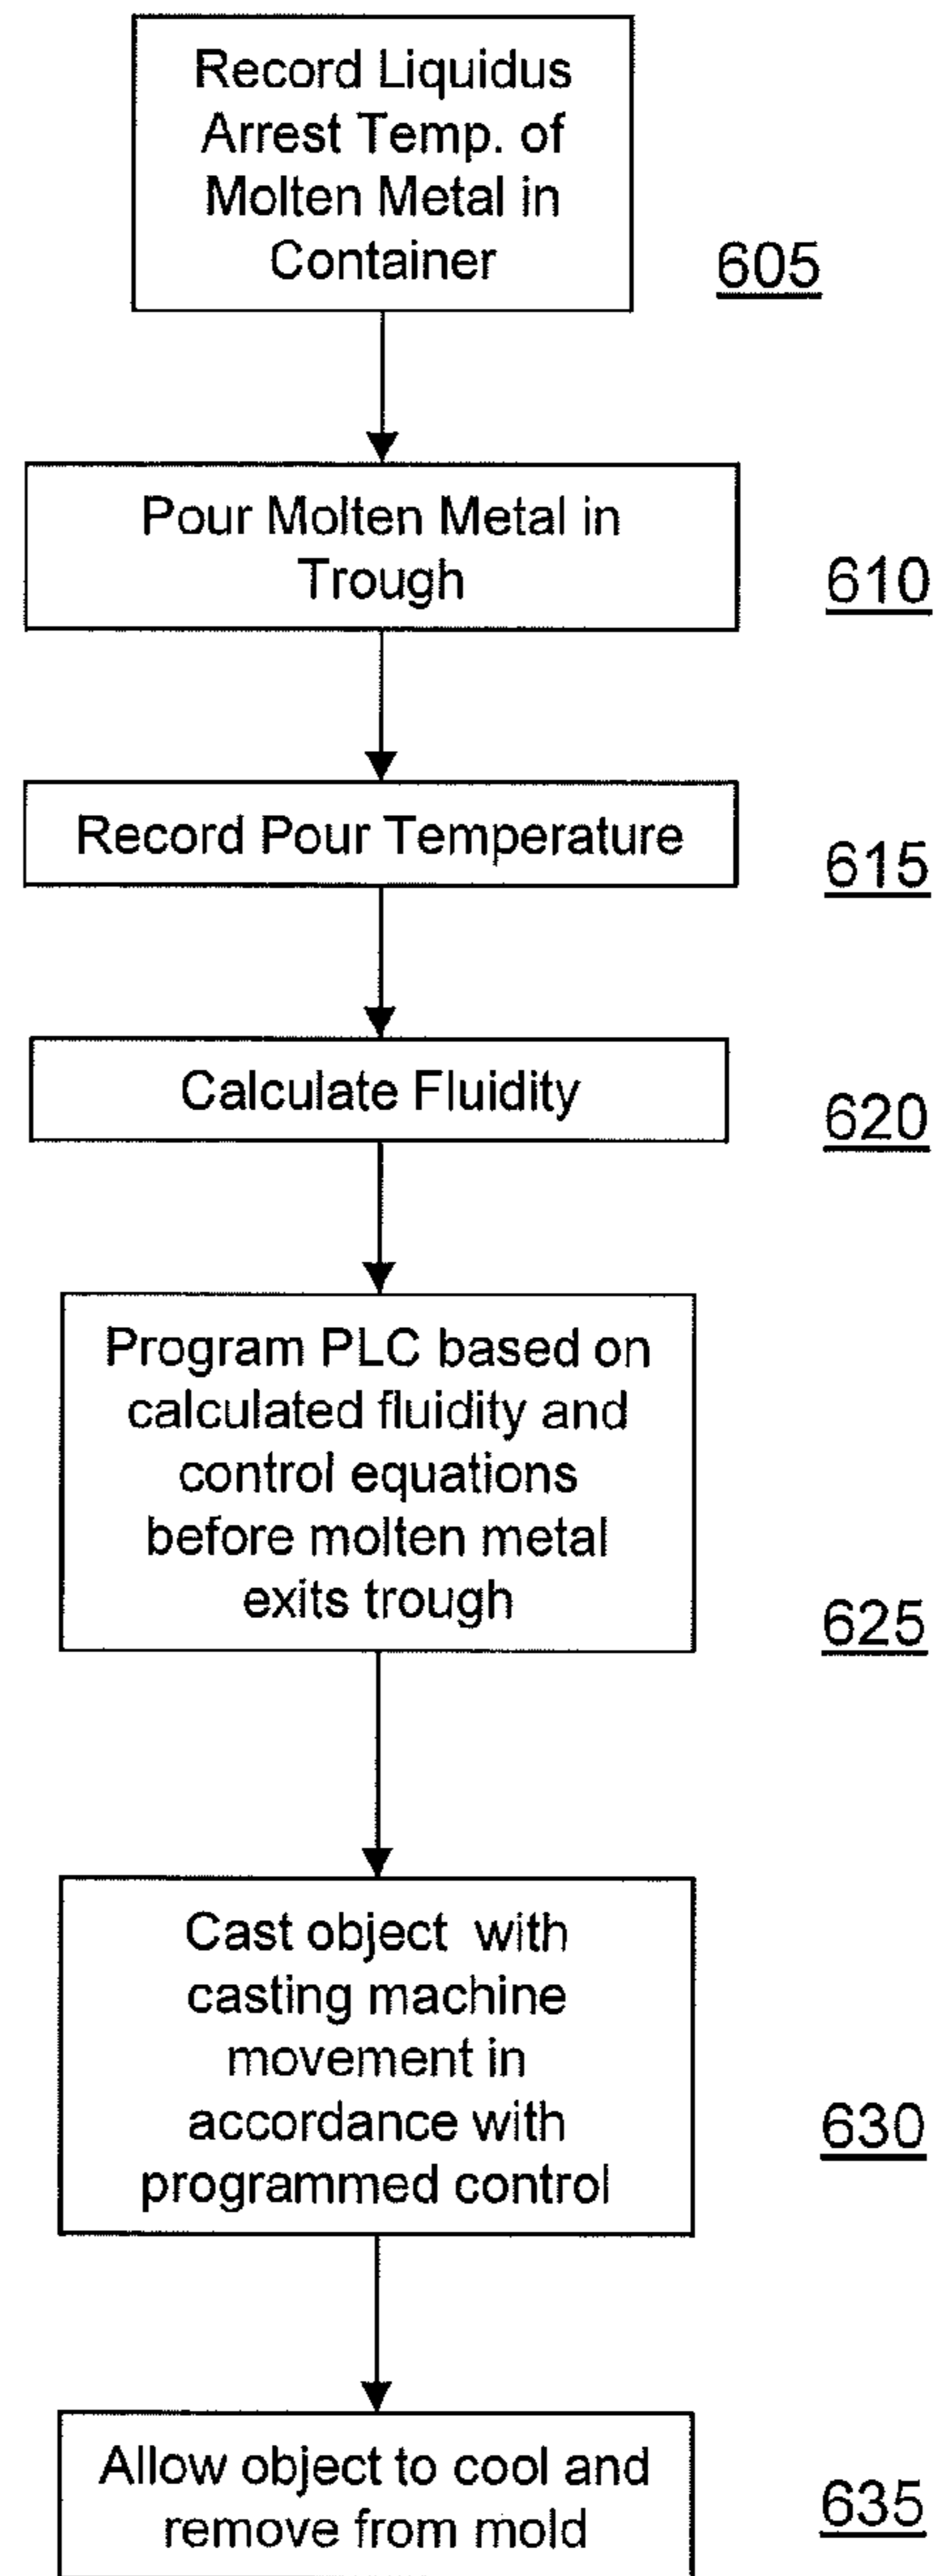 Record Liquidus
Arrest Temp. of
Molten Metal in
Container
605
Pour Molten Metal in
Trough
610
Record Pour Temperature
615
Calculate Fluidity
620
Program PLC based on
calculated fluidity and
control equations
before molten metal
exits trough
625
Cast object with
casting machine
movement in
accordance with
programmed control
630
Allow object to cool and
remove from mold
635